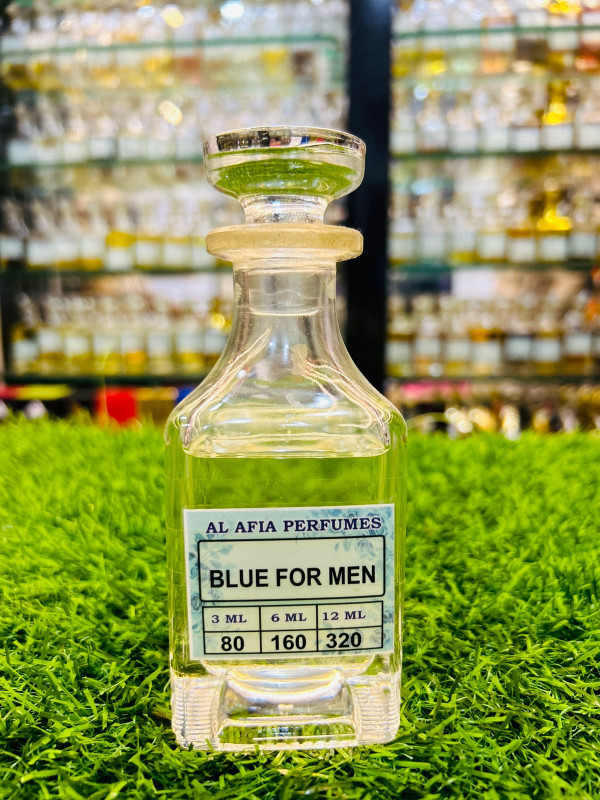 AL AFIA PERFUMES
BLUE FOR MEN
3 ML 6 ML 12 ML
80 160 320